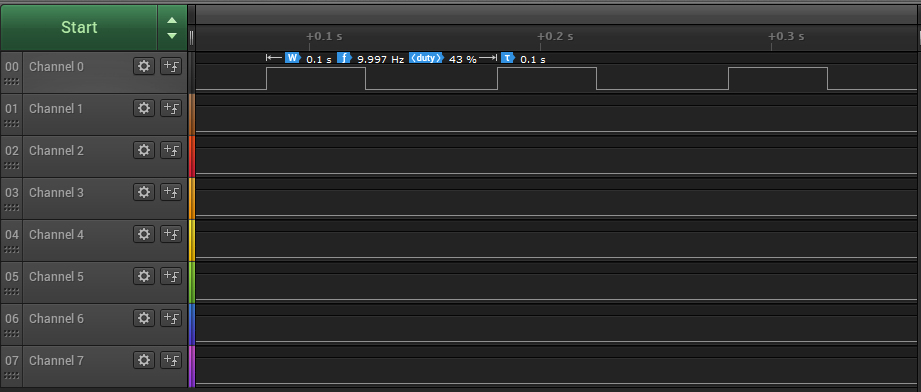 Start
+0.1 s +0.2 s +0.3 s
W 0.1 s f 9.997 Hz duty 43 % τ 0.1 s
00 Channel 0
01 Channel 1
02 Channel 2
03 Channel 3
04 Channel 4
05 Channel 5
06 Channel 6
07 Channel 7